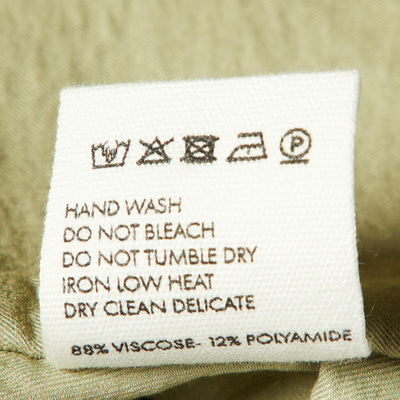 P
HAND WASH
DO NOT BLEACH
DO NOT TUMBLE DRY
IRON LOW HEAT
DRY CLEAN DELICATE
88% VISCOSE- 12% POLYAMIDE